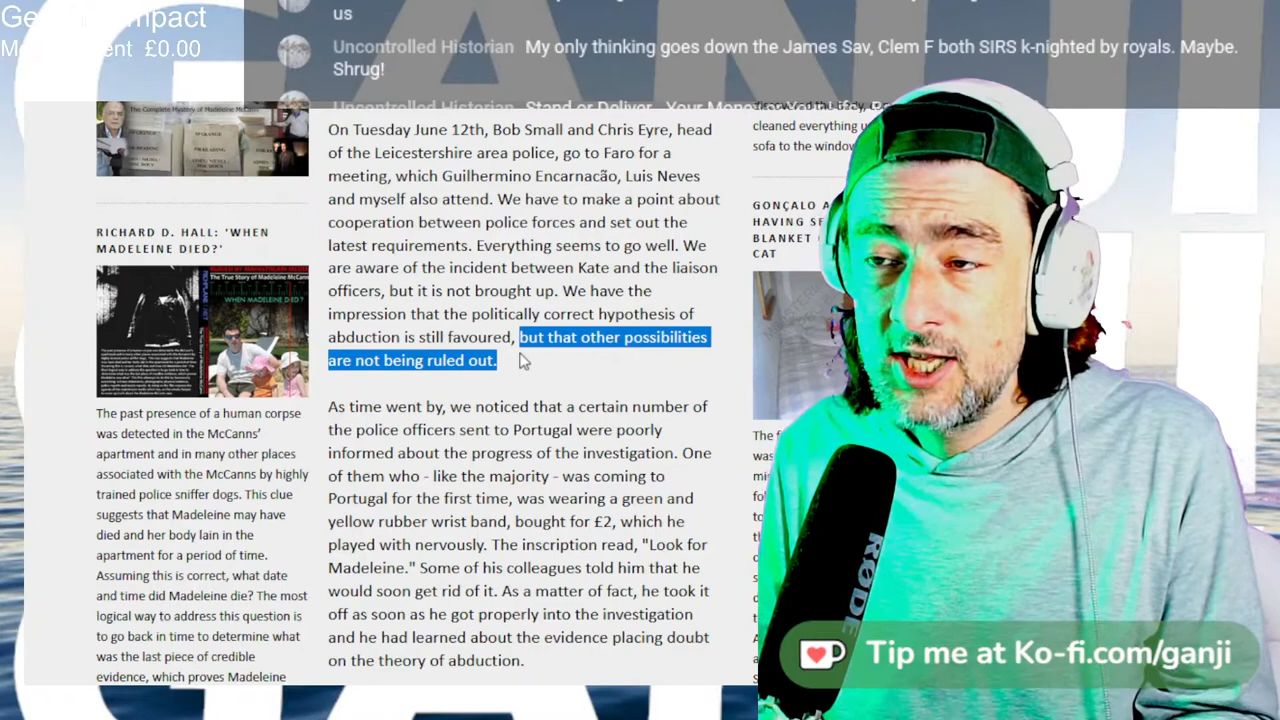 us
Uncontrolled Historian My only thinking goes down the James Sav, Clem F both SIRS k-nighted by royals. Maybe.
Shrug!
£0.00
On Tuesday June 12th, Bob Small and Chris Eyre, head
of the Leicestershire area police, go to Faro for a
meeting, which Guilhermino Encarnacão, Luis Neves
and myself also attend. We have to make a point about
cooperation between police forces and set out the
latest requirements. Everything seems to go well. We
are aware of the incident between Kate and the liaison
officers, but it is not brought up. We have the
impression that the politically correct hypothesis of
abduction is still favoured, but that other possibilities
are not being ruled out.
As time went by, we noticed that a certain number of
the police officers sent to Portugal were poorly
informed about the progress of the investigation. One
of them who - like the majority - was coming to
Portugal for the first time, was wearing a green and
yellow rubber wrist band, bought for £2, which he
played with nervously. The inscription read, "Look for
Madeleine." Some of his colleagues told him that he
would soon get rid of it. As a matter of fact, he took it
off as soon as he got properly into the investigation
and he had learned about the evidence placing doubt
on the theory of abduction.
RICHARD D. HALL: 'WHEN
MADELEINE DIED?'
The True Story of Madeleine McCann
WHEN MADELEINE DIED?
The past presence of a human corpse
was detected in the McCanns'
apartment and in many other places
associated with the McCanns by highly
trained police sniffer dogs. This clue
suggests that Madeleine may have
died and her body lain in the
apartment for a period of time.
Assuming this is correct, what date
and time did Madeleine die? The most
logical way to address this question is
to go back in time to determine what
was the last piece of credible
evidence, which proves Madeleine
cleaned everything
sofa to the window
GONÇALO
HAVING
BLANKET
CAT
RØDE
Tip me at Ko-fi.com/ganji